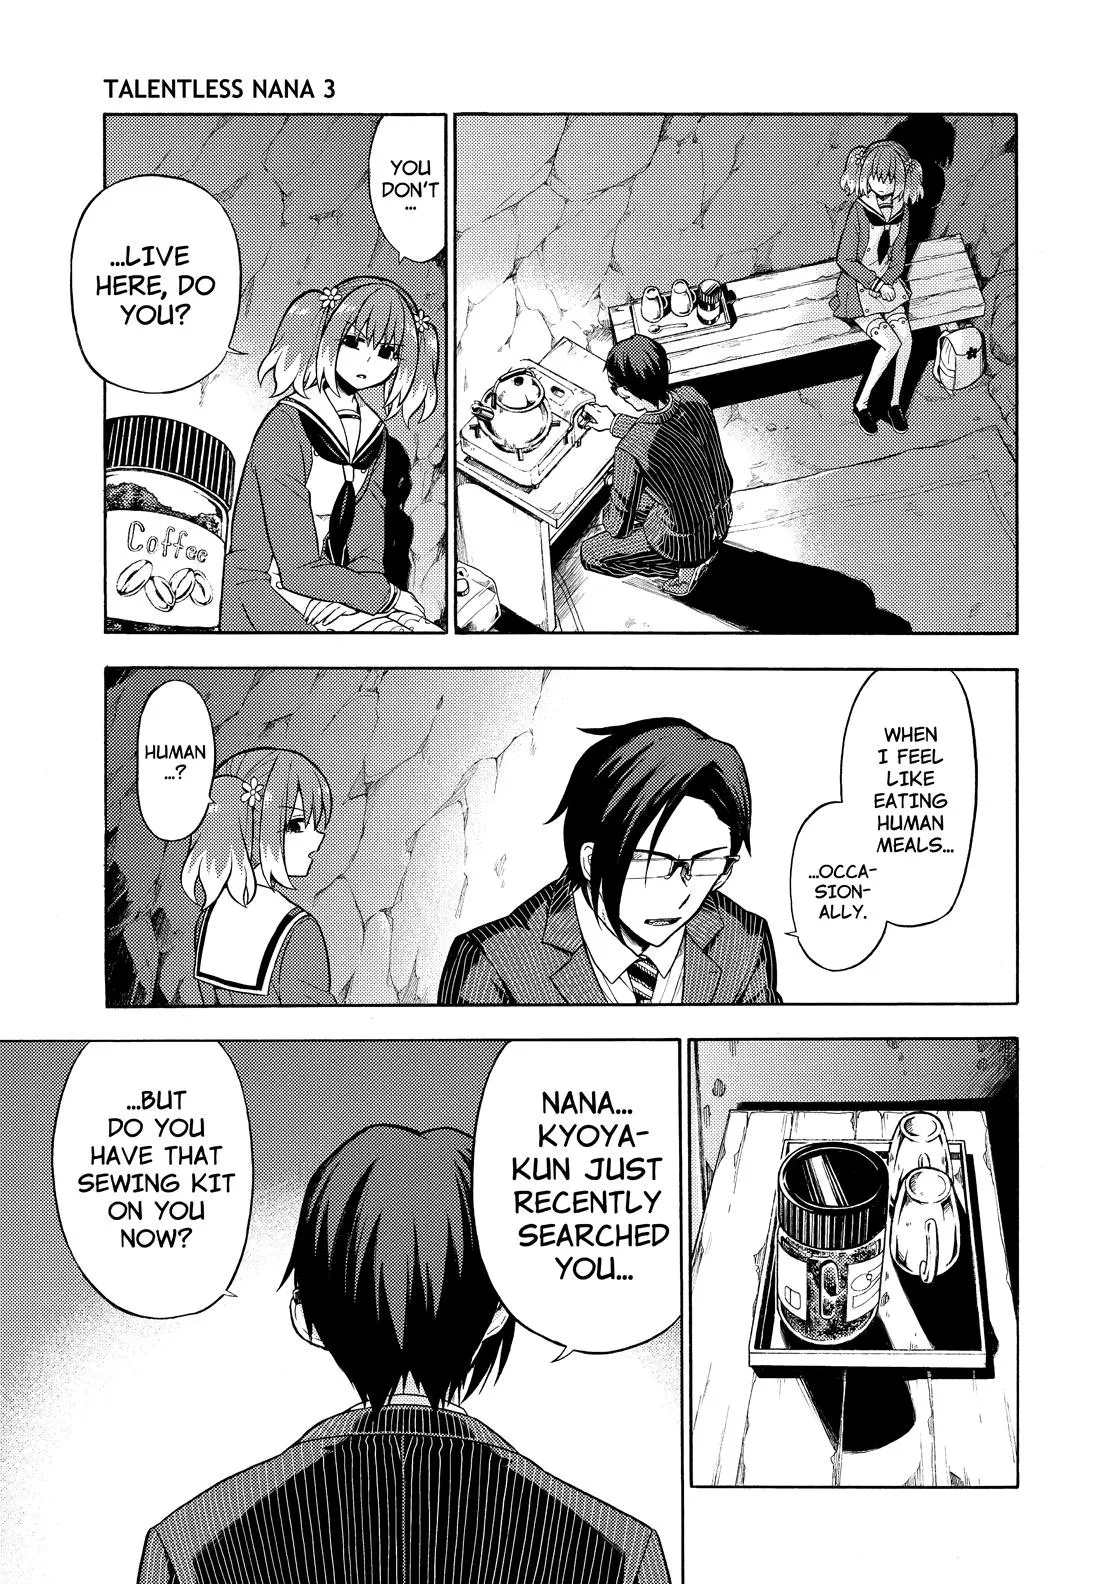 TALENTLESS NANA 3
YOU
DON'T
...
...LIVE
HERE, DO
YOU?
Coffee
WHEN
I FEEL
LIKE
EATING
HUMAN
MEALS...
...OCCA-
SION-
ALLY.
HUMAN
...?
NANA...
KYOYA-
KUN JUST
RECENTLY
SEARCHED
YOU...
...BUT
DO YOU
HAVE THAT
SEWING KIT
ON YOU
NOW?